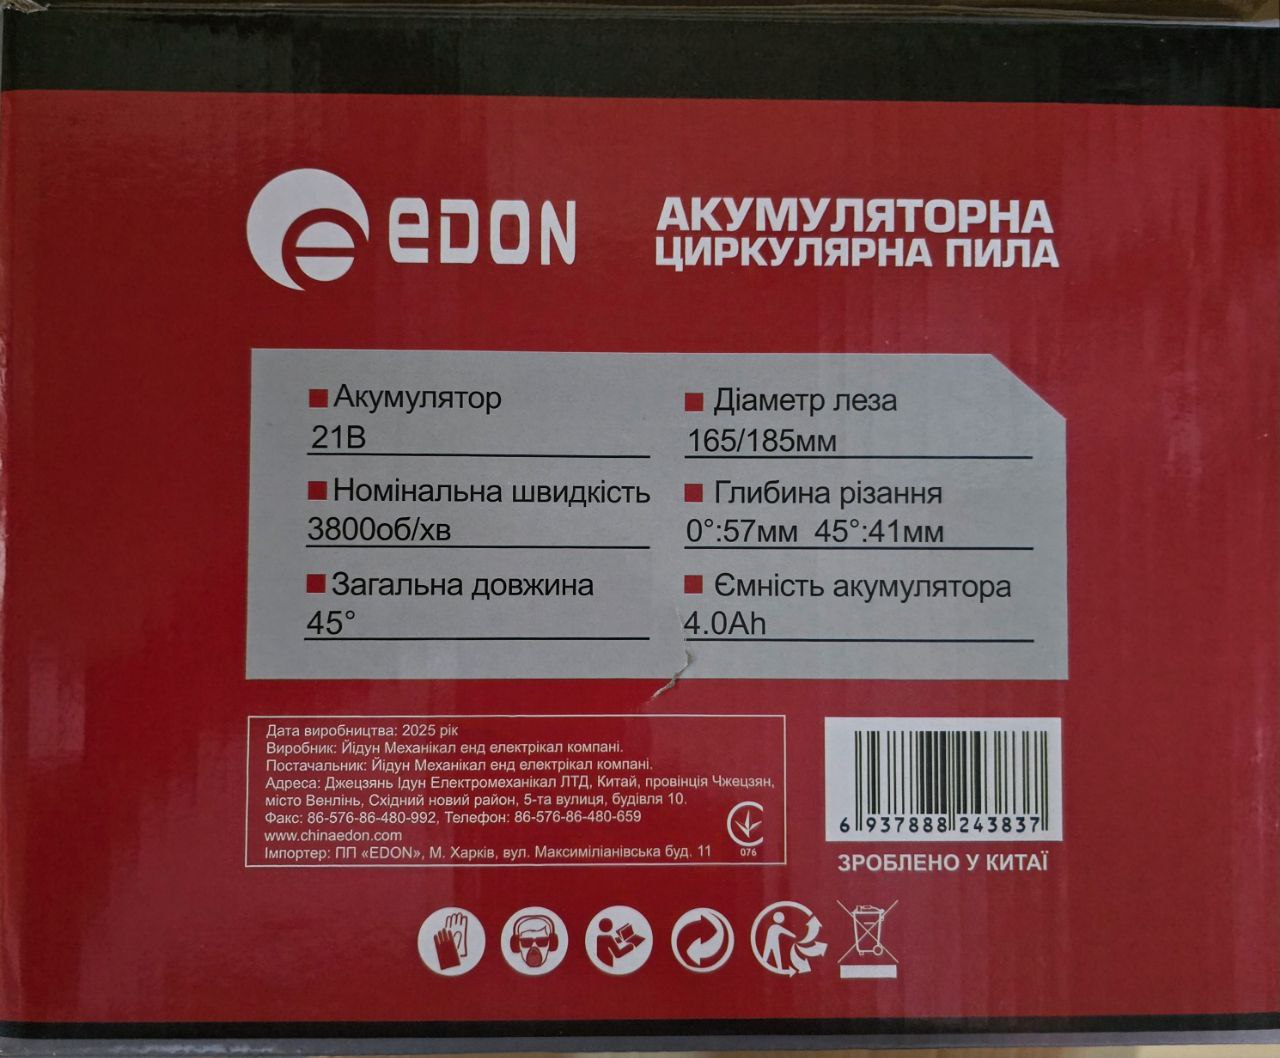 eDON
АКУМУЛЯТОРНА
ЦИРКУЛЯРНА ПИЛА
Акумулятор
21В
Діаметр леза
165/185мм
Номінальна швидкість
3800об/хв
Глибина різання
0°:57мм 45°:41мм
Загальна довжина
45°
Ємність акумулятора
4.0Ah
Дата виробництва: 2025 рік
Виробник: Йідун Механікал енд електрікал компані.
Постачальник: Йідун Механікал енд електрікал компані.
Адреса: Джецзянь Ідун Електромеханікал ЛТД, Китай, провінція Чжецзян,
місто Венлінь, Східний новий район, 5-та вулиця, будівля 10.
Факс: 86-576-86-480-992, Телефон: 86-576-86-480-659
www.chinaedon.com
Імпортер: ПП «EDON», М. Харків, вул. Максиміліанівська буд. 11
076
6 937888 243837
ЗРОБЛЕНО У КИТАЇ